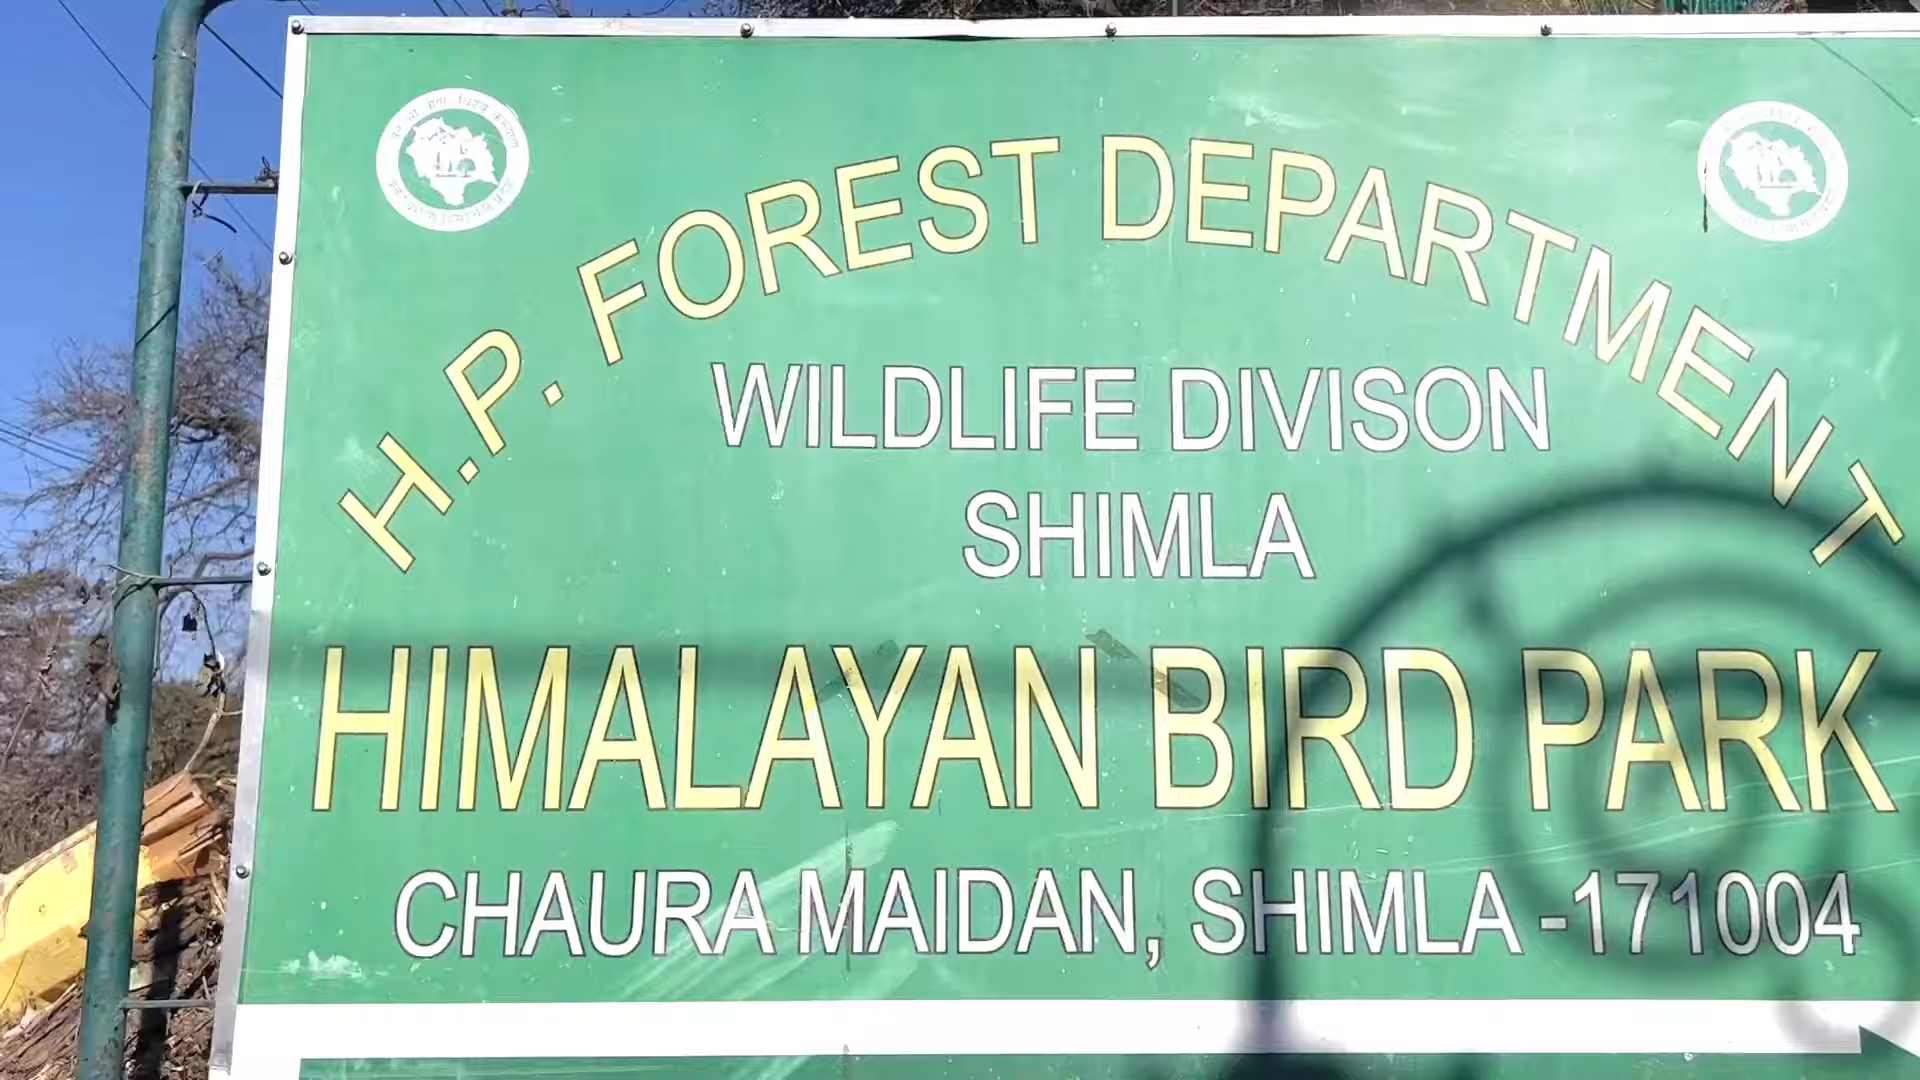 H.P. FOREST DEPARTMENT
WILDLIFE DIVISON
SHIMLA
HIMALAYAN BIRD PARK
CHAURA MAIDAN, SHIMLA -171004